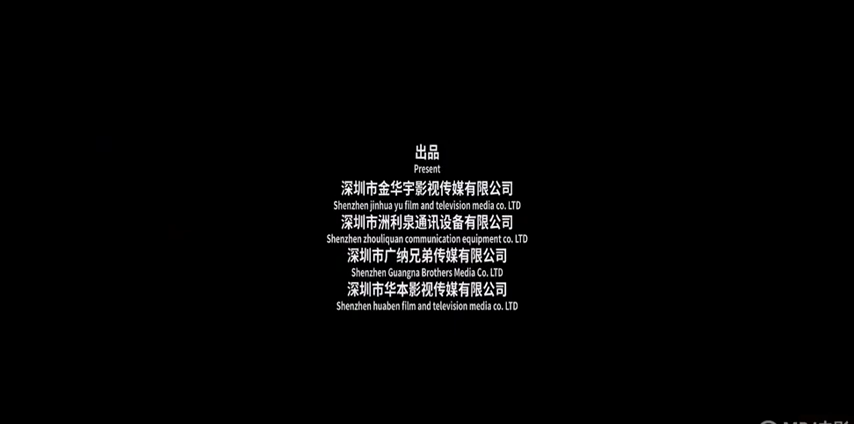 出品
Present
深圳市金华宇影视传媒有限公司
Shenzhen jinhua yu film and television media co. LTD
深圳市洲利泉通讯设备有限公司
Shenzhen zhouliquan communication equipment co. LTD
深圳市广纳兄弟传媒有限公司
Shenzhen Guangna Brothers Media Co. LTD
深圳市华本影视传媒有限公司
Shenzhen huaben film and television media co. LTD